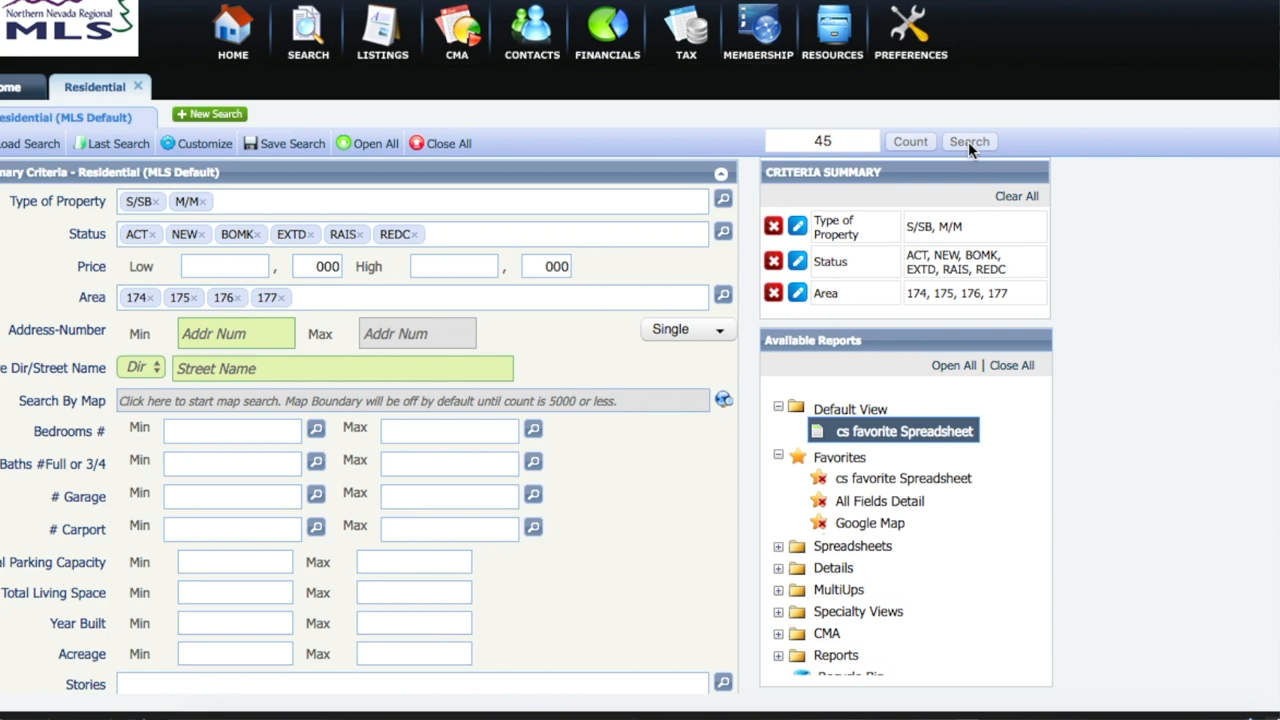 Northern Nevada Regional
MLS
HOME SEARCH LISTINGS CMA CONTACTS FINANCIALS TAX MEMBERSHIP RESOURCES PREFERENCES
ome Residential ×
esidential (MLS Default) + New Search
oad Search Last Search Customize Save Search Open All Close All 45 Count Search
mary Criteria - Residential (MLS Default)
Type of Property S/SB× M/M×
Status ACT× NEW× BOMK× EXTD× RAIS× REDC×
Price Low , 000 High , 000
Area 174× 175× 176× 177×
Address-Number Min Addr Num Max Addr Num Single
e Dir/Street Name Dir Street Name
Search By Map Click here to start map search. Map Boundary will be off by default until count is 5000 or less.
Bedrooms # Min Max
Baths #Full or 3/4 Min Max
# Garage Min Max
# Carport Min Max
l Parking Capacity Min Max
Total Living Space Min Max
Year Built Min Max
Acreage Min Max
Stories
CRITERIA SUMMARY
Clear All
Type of
Property S/SB, M/M
Status ACT, NEW, BOMK,
EXTD, RAIS, REDC
Area 174, 175, 176, 177
Available Reports
Open All | Close All
Default View
cs favorite Spreadsheet
Favorites
cs favorite Spreadsheet
All Fields Detail
Google Map
Spreadsheets
Details
MultiUps
Specialty Views
CMA
Reports
Recycle Bin